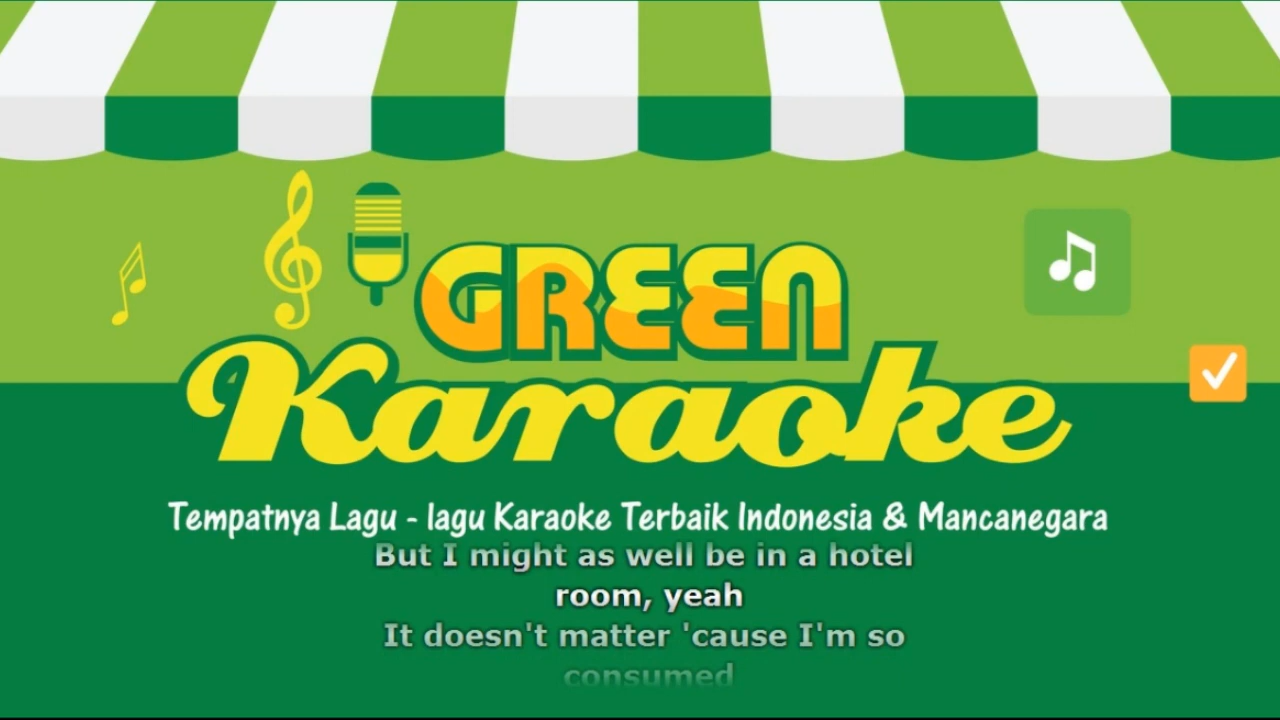 GREEN
Karaoke
Tempatnya Lagu - lagu Karaoke Terbaik Indonesia & Mancanegara
But I might as well be in a hotel
room, yeah
It doesn't matter 'cause I'm so
consumed